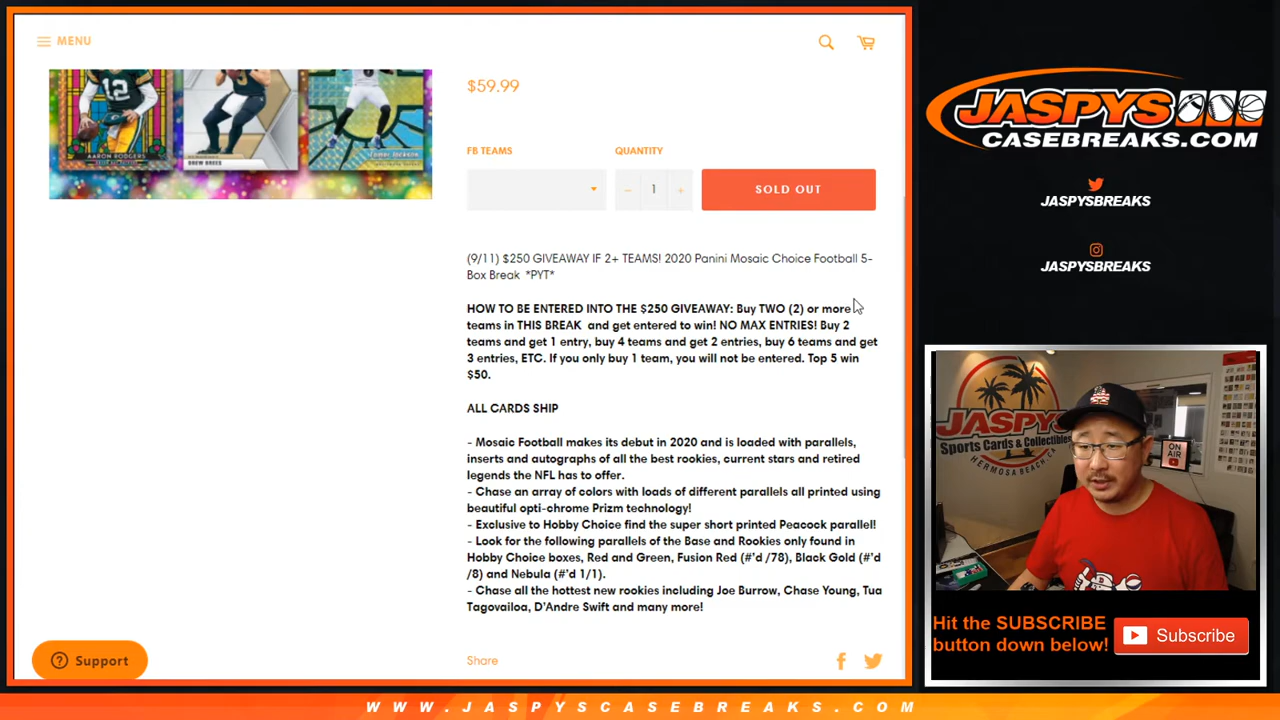 MENU
$59.99
AARON RODGERS
DREW BREES
FB TEAMS
QUANTITY
1
SOLD OUT
(9/11) $250 GIVEAWAY IF 2+ TEAMS! 2020 Panini Mosaic Choice Football 5-
Box Break *PYT*
HOW TO BE ENTERED INTO THE $250 GIVEAWAY: Buy TWO (2) or more
teams in THIS BREAK and get entered to win! NO MAX ENTRIES! Buy 2
teams and get 1 entry, buy 4 teams and get 2 entries, buy 6 teams and get
3 entries, ETC. If you only buy 1 team, you will not be entered. Top 5 win
$50.
ALL CARDS SHIP
- Mosaic Football makes its debut in 2020 and is loaded with parallels,
inserts and autographs of all the best rookies, current stars and retired
legends the NFL has to offer.
- Chase an array of colors with loads of different parallels all printed using
beautiful opti-chrome Prizm technology!
- Exclusive to Hobby Choice find the super short printed Peacock parallel!
- Look for the following parallels of the Base and Rookies only found in
Hobby Choice boxes, Red and Green, Fusion Red (#'d /78), Black Gold (#'d
/8) and Nebula (#'d 1/1).
- Chase all the hottest new rookies including Joe Burrow, Chase Young, Tua
Tagovailoa, D'Andre Swift and many more!
Share
Support
JASPYS
CASEBREAKS.COM
JASPYSBREAKS
JASPYSBREAKS
JASPYS
Sports Cards & Collectibles
HERMOSA BEACH, CA
ON
AIR
Hit the SUBSCRIBE
button down below!
Subscribe
WWW.JASPYSCASEBREAKS.COM